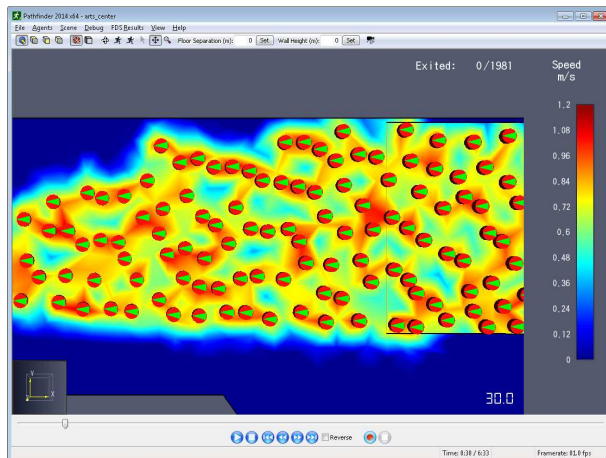 Pathfinder 2014 x64 - arts_center
File Agents Scene Debug FDS Results View Help
Floor Separation (m): 0 Set Wall Height (m): 0 Set
Exited: 0/1981
Speed
m/s
1.2
1.08
0.96
0.84
0.72
0.6
0.48
0.36
0.24
0.12
0
Y
X
30.0
Reverse
Time: 0:30 / 6:33 Framerate: 81.0 fps